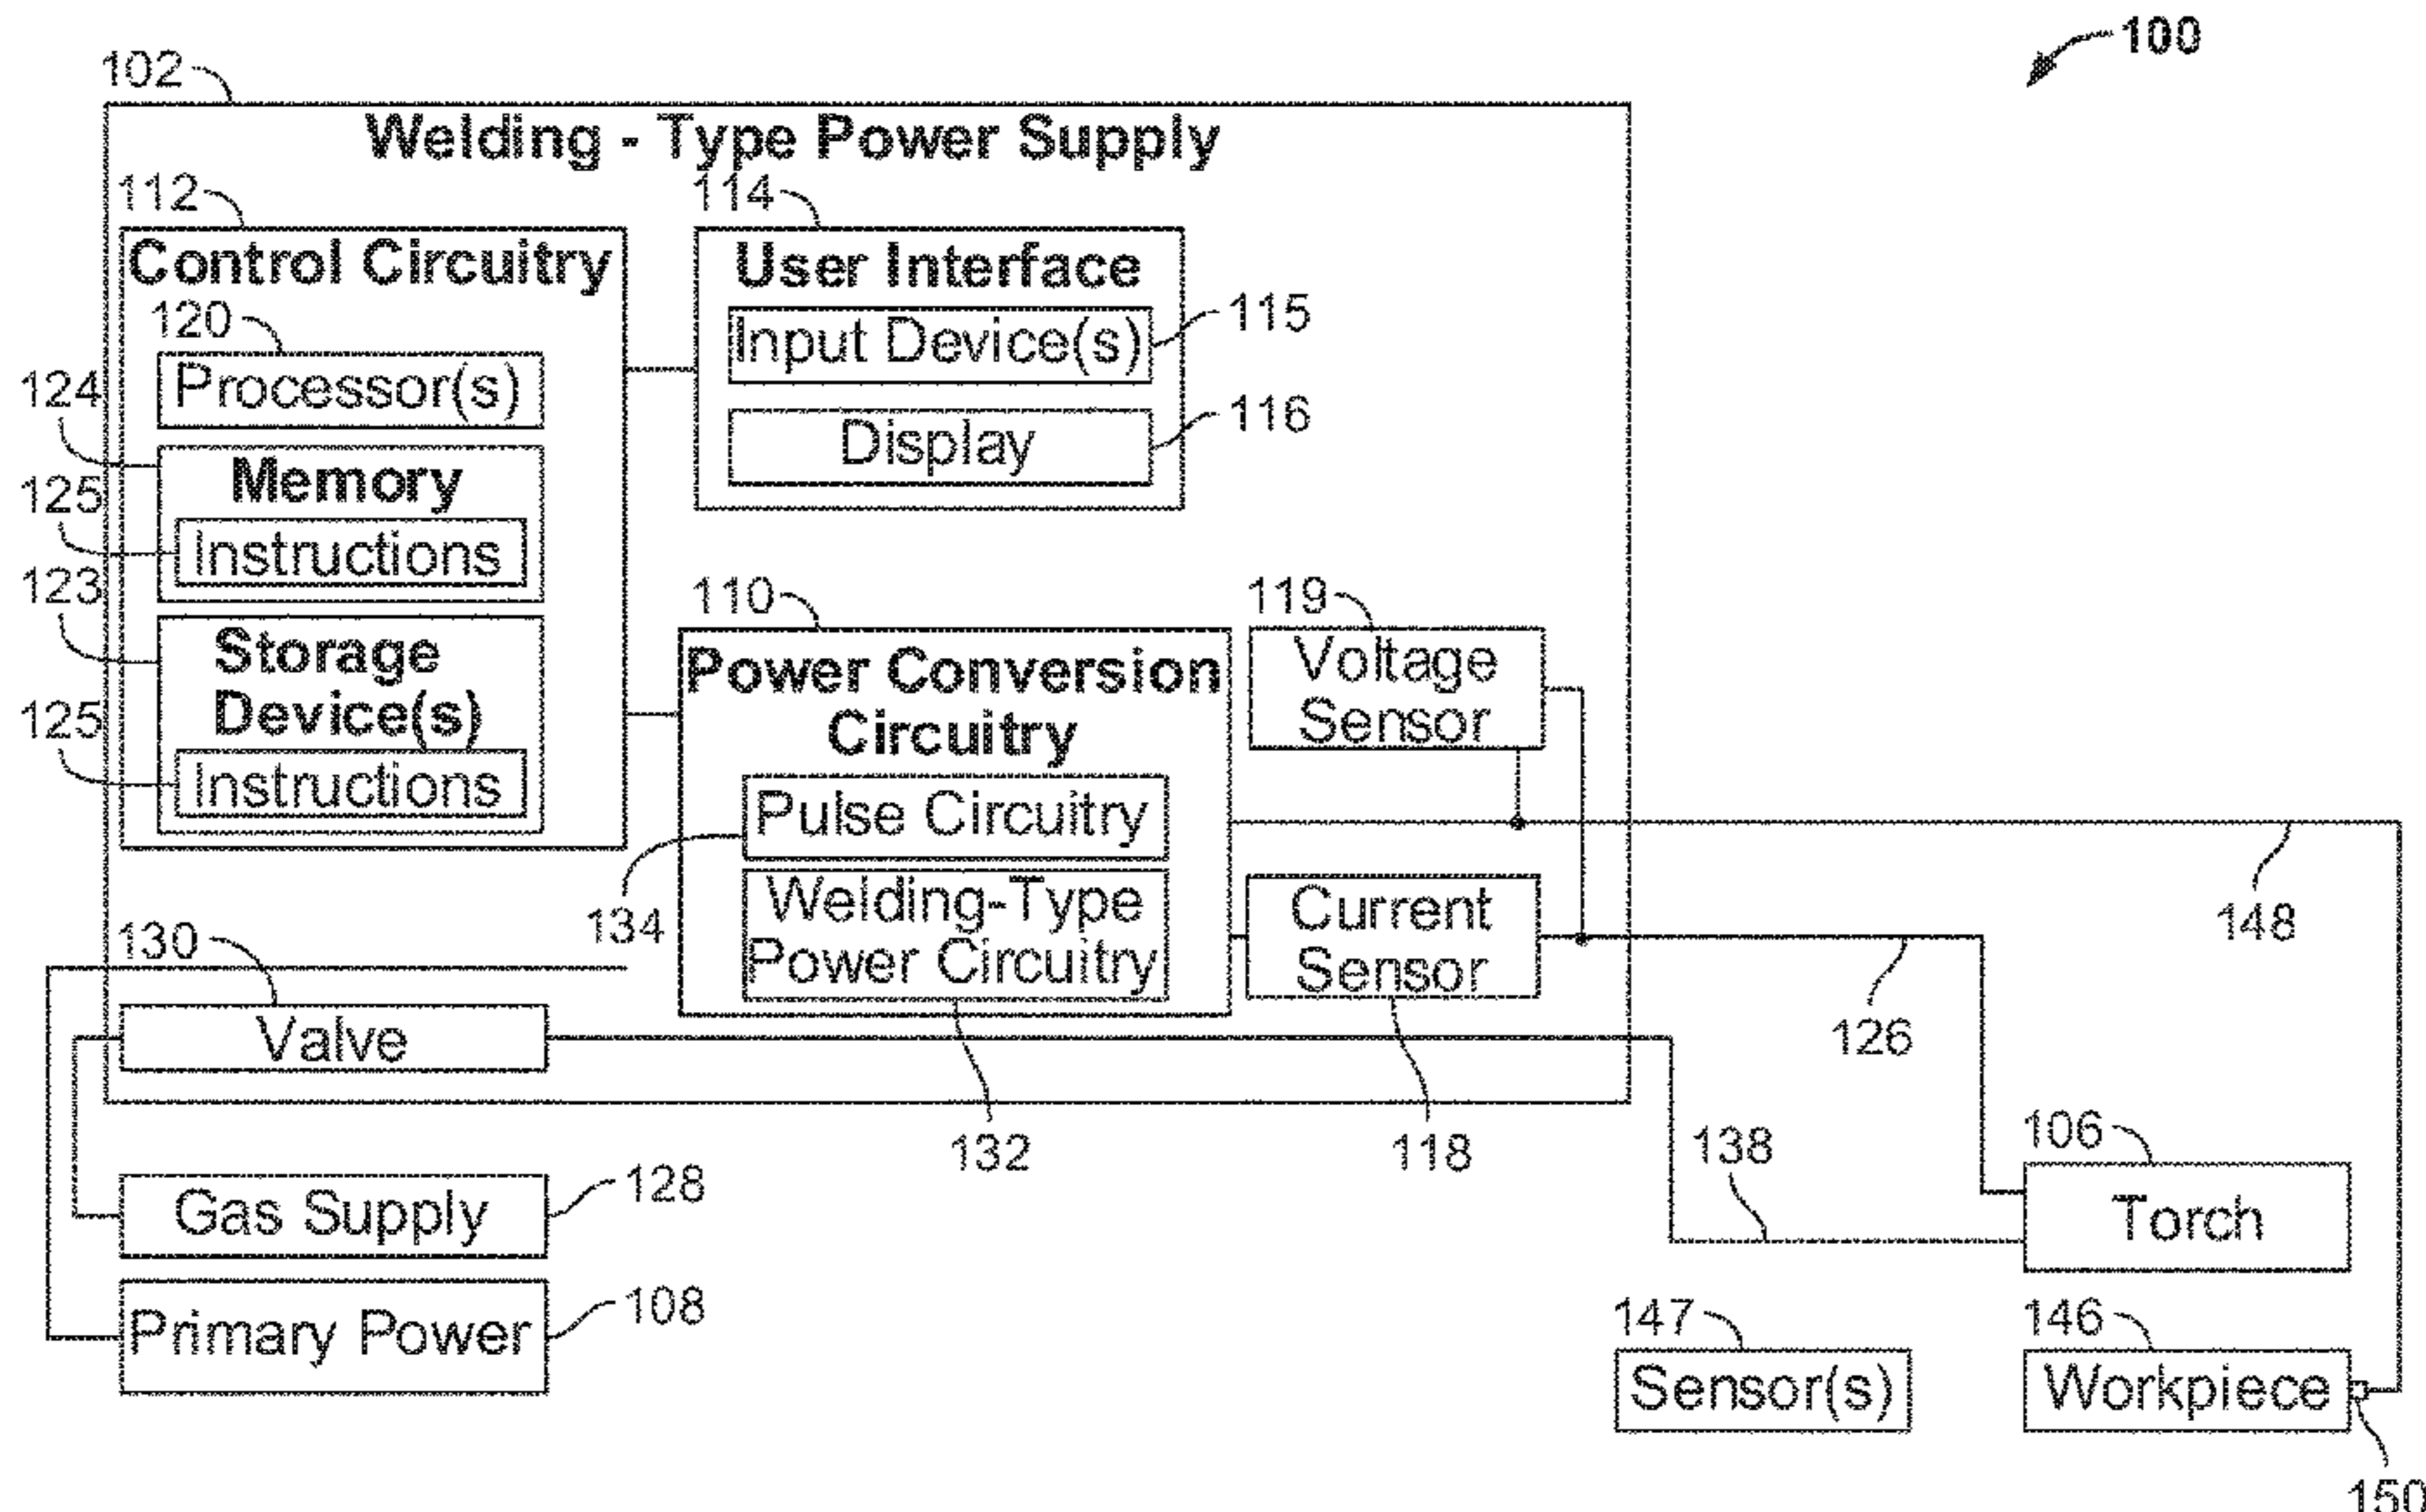 100
102
Welding - Type Power Supply
112
114
Control Circuitry
User Interface
120
Input Device(s)
115
124
Processor(s)
Display
116
Memory
125
Instructions
123
110
119
Storage
Device(s)
Power Conversion
Circuitry
Voltage
Sensor
125
Instructions
Pulse Circuitry
134
Welding-Type
Power Circuitry
Current
Sensor
148
130
126
Valve
132
118
138
106
Gas Supply
128
Torch
Primary Power
108
147
146
Sensor(s)
Workpiece
150